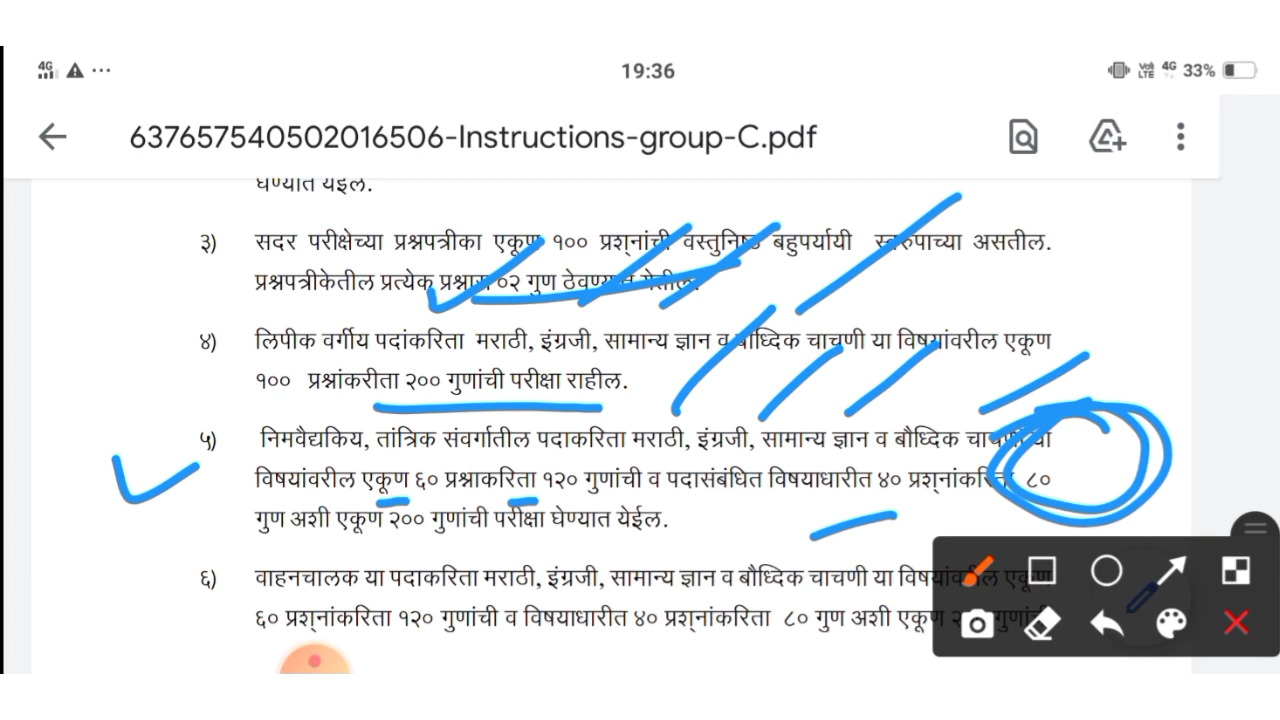 4G ...
19:36
VoLTE 4G 33%
637657540502016506-Instructions-group-C.pdf
घेण्यात येईल.
३) सदर परीक्षेच्या प्रश्नपत्रीका एकूण १०० प्रश्‌नांची वस्तुनिष्ठ बहुपर्यायी स्वरुपाच्या असतील.
प्रश्नपत्रीकेतील प्रत्येक प्रश्नास ०२ गुण ठेवण्यात येतील.
४) लिपीक वर्गीय पदांकरिता मराठी, इंग्रजी, सामान्य ज्ञान व बौध्दिक चाचणी या विषयांवरील एकूण
१०० प्रश्नांकरीता २०० गुणांची परीक्षा राहील.
५) निमवैद्यकिय, तांत्रिक संवर्गातील पदाकरिता मराठी, इंग्रजी, सामान्य ज्ञान व बौध्दिक चाचणी या
विषयांवरील एकूण ६० प्रश्नाकरिता १२० गुणांची व पदासंबंधित विषयाधारीत ४० प्रश्‌नांकरिता ८०
गुण अशी एकूण २०० गुणांची परीक्षा घेण्यात येईल.
६) वाहनचालक या पदाकरिता मराठी, इंग्रजी, सामान्य ज्ञान व बौध्दिक चाचणी या विषयांवरील एकूण
६० प्रश्‌नांकरिता १२० गुणांची व विषयाधारीत ४० प्रश्‌नांकरिता ८० गुण अशी एकूण गुणांची